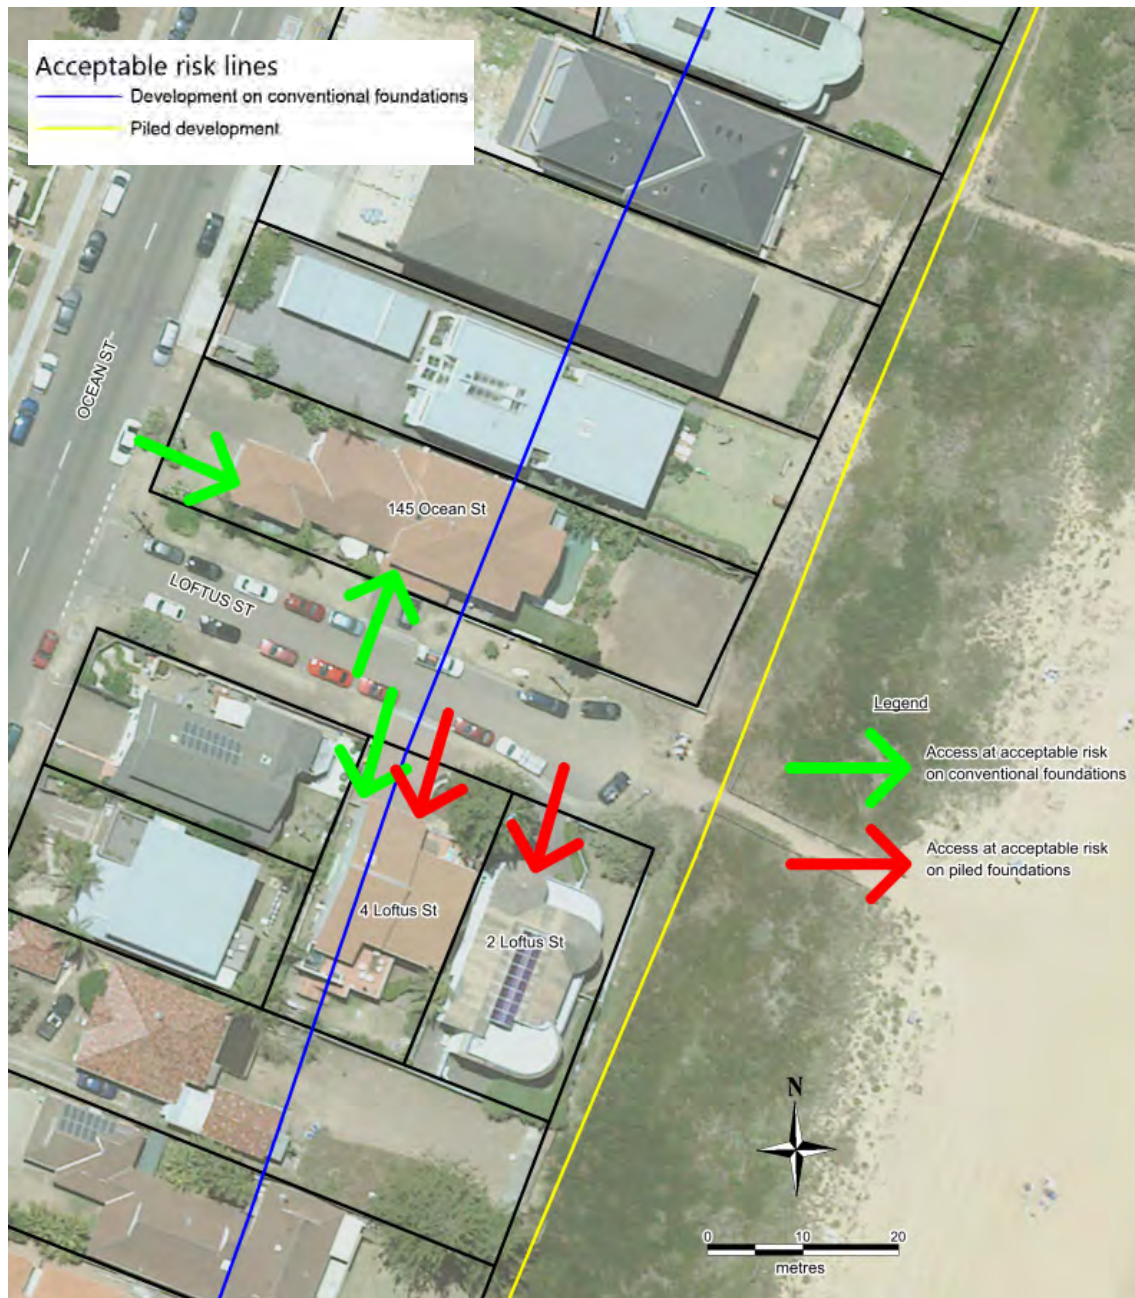 Acceptable risk lines
Development on conventional foundations
Piled development
OCEAN ST
145 Ocean St
LOFTUS ST
Legend
Access at acceptable risk
on conventional foundations
Access at acceptable risk
on piled foundations
4 Loftus St
2 Loftus St
N
0 10 20
metres